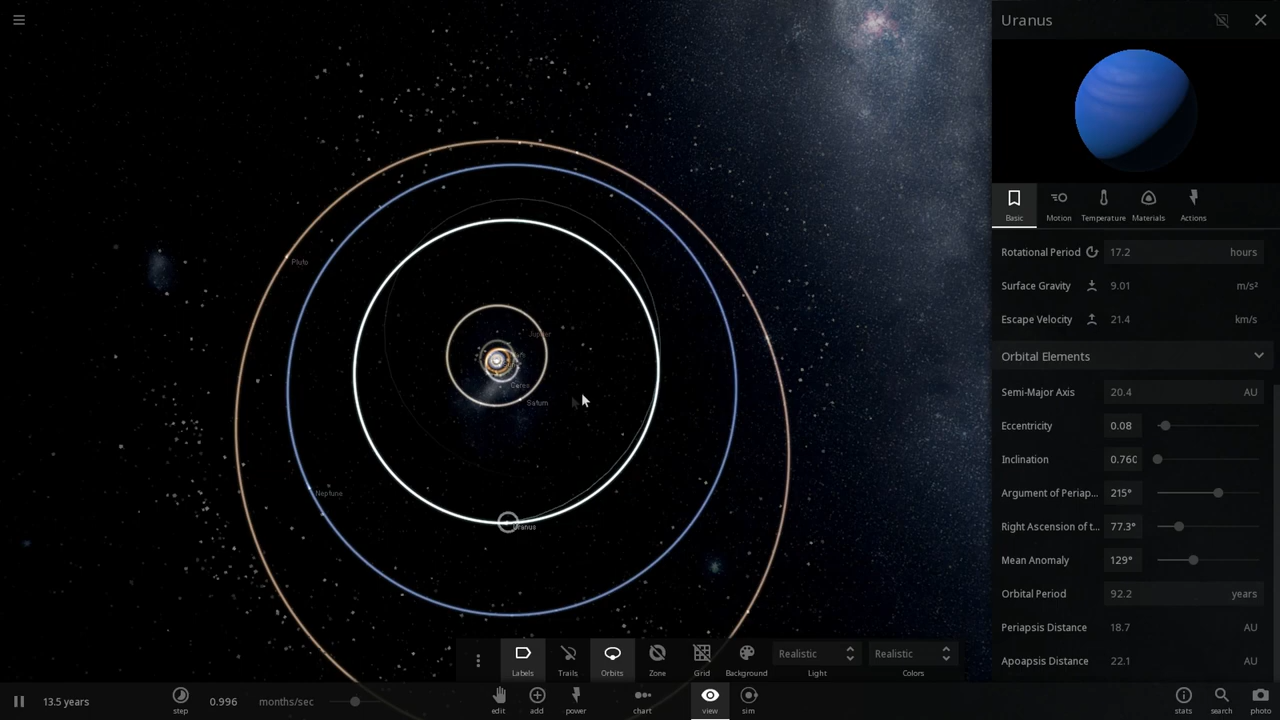 Uranus
Basic
Motion
Temperature
Materials
Actions
Rotational Period 17.2 hours
Surface Gravity 9.01 m/s²
Escape Velocity 21.4 km/s
Orbital Elements
Semi-Major Axis 20.4 AU
Eccentricity 0.08
Inclination 0.760
Argument of Periap... 215°
Right Ascension of t... 77.3°
Mean Anomaly 129°
Orbital Period 92.2 years
Periapsis Distance 18.7 AU
Apoapsis Distance 22.1 AU
Pluto
Jupiter
Ceres
Saturn
Neptune
Uranus
Labels
Trails
Orbits
Zone
Grid
Background
Realistic
Light
Realistic
Colors
13.5 years
step
0.996 months/sec
edit
add
power
chart
view
sim
stats
search
photo